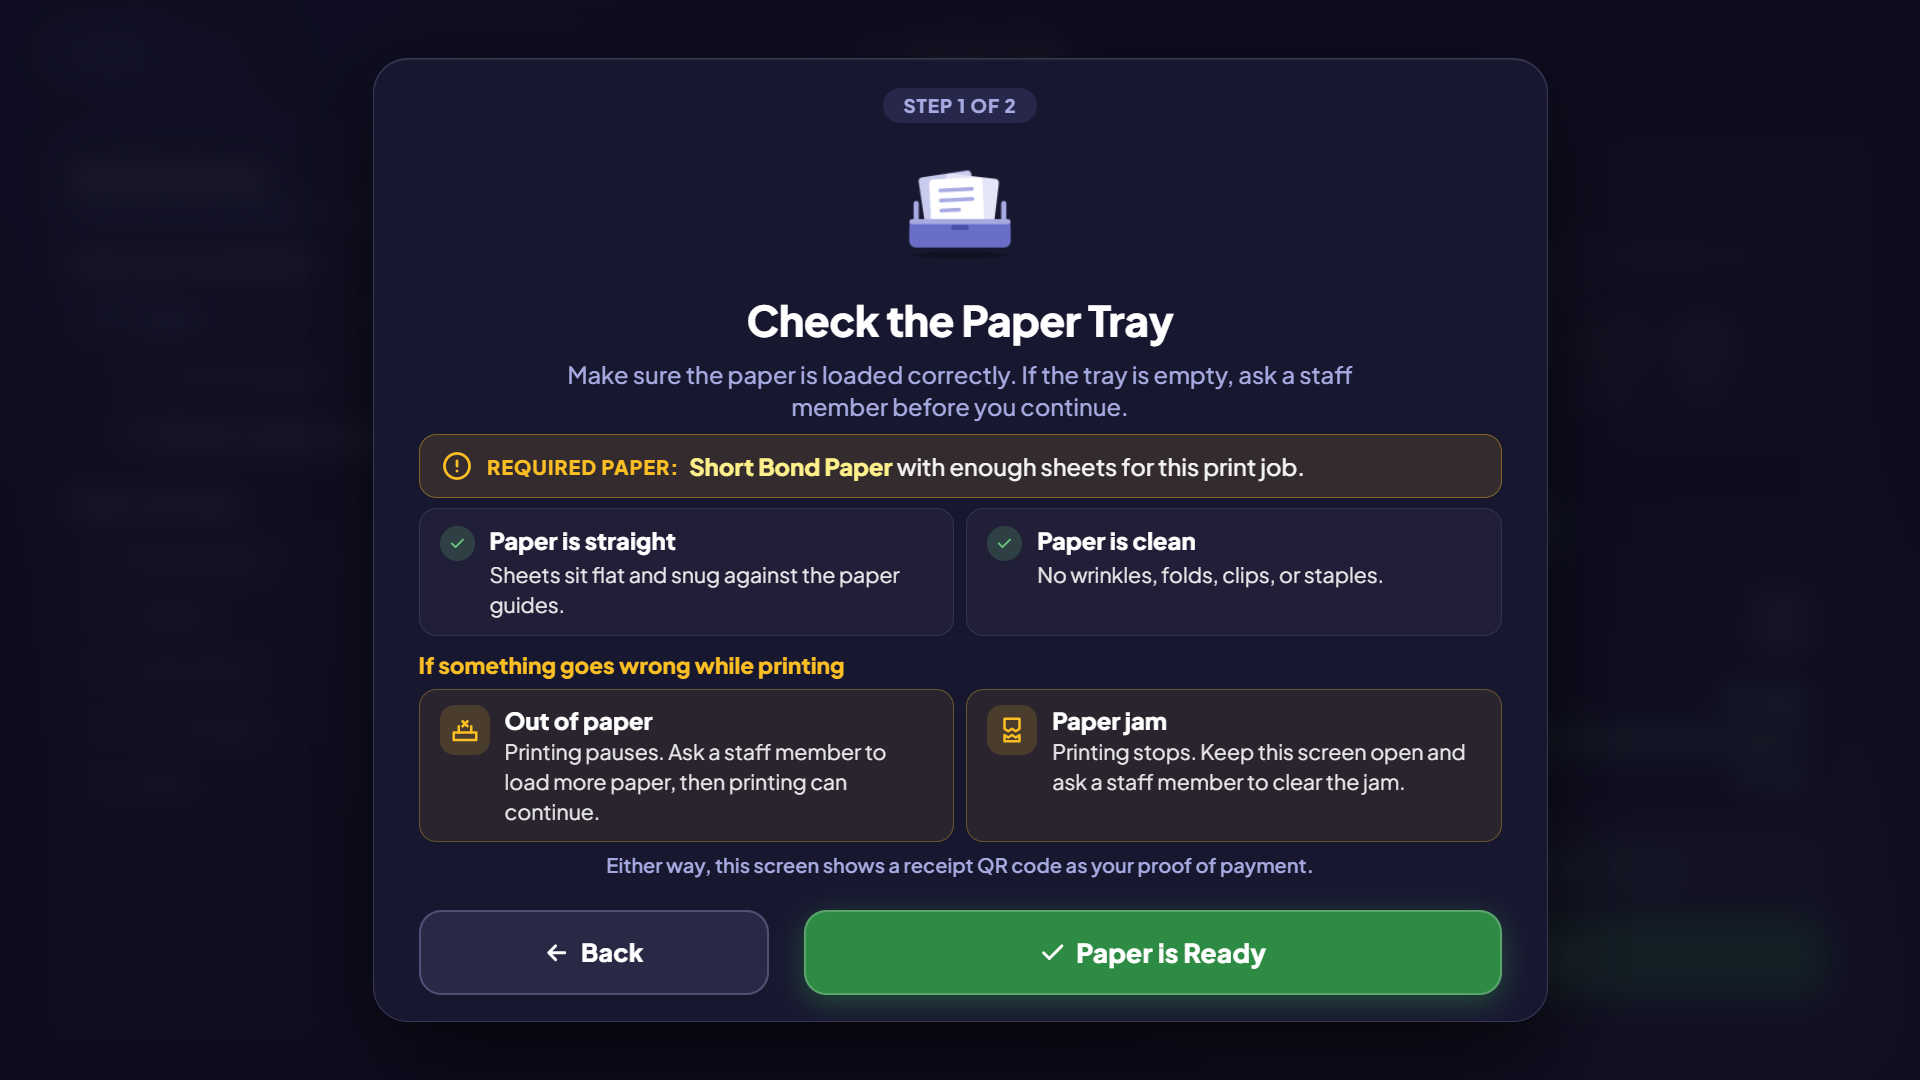 STEP 1 OF 2
Check the Paper Tray
Make sure the paper is loaded correctly. If the tray is empty, ask a staff
member before you continue.
REQUIRED PAPER: Short Bond Paper with enough sheets for this print job.
Paper is straight
Sheets sit flat and snug against the paper
guides.
Paper is clean
No wrinkles, folds, clips, or staples.
If something goes wrong while printing
Out of paper
Printing pauses. Ask a staff member to
load more paper, then printing can
continue.
Paper jam
Printing stops. Keep this screen open and
ask a staff member to clear the jam.
Either way, this screen shows a receipt QR code as your proof of payment.
Back
Paper is Ready